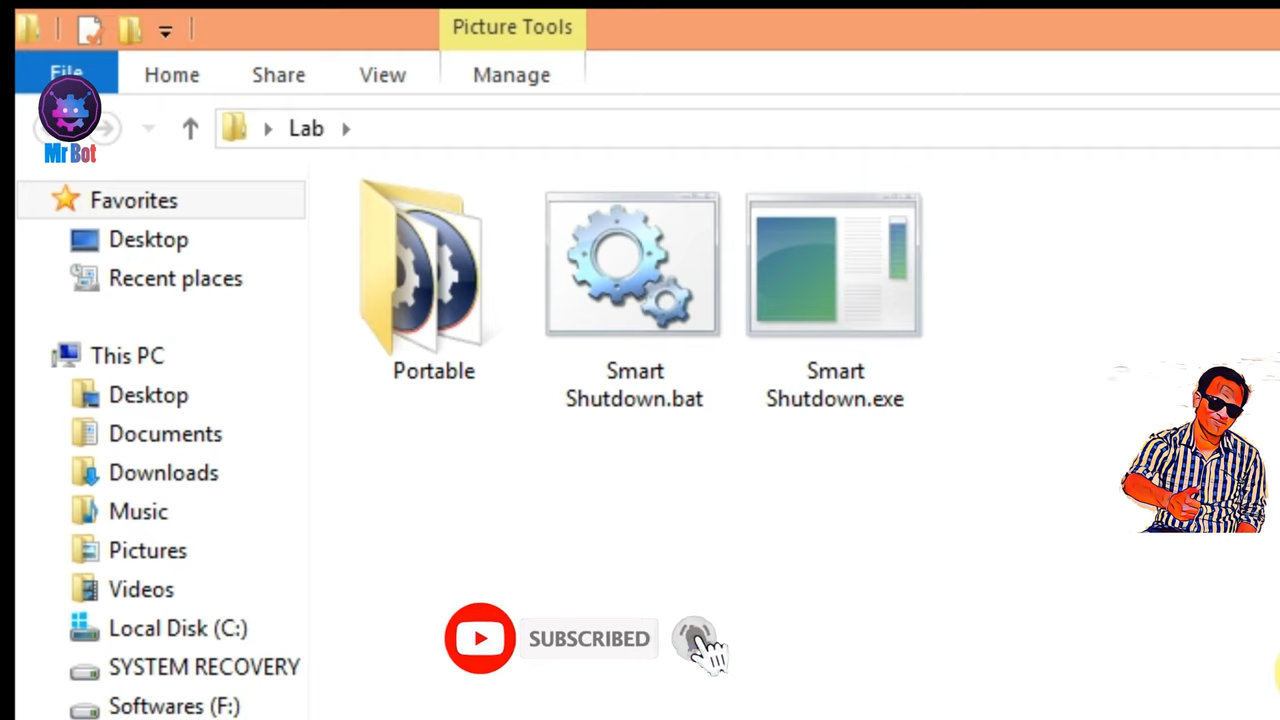 Picture Tools
File Home Share View Manage
Mr Bot
Lab
Favorites
Desktop
Recent places
This PC
Desktop
Documents
Downloads
Music
Pictures
Videos
Local Disk (C:)
SYSTEM RECOVERY
Softwares (F:)
Portable
Smart
Shutdown.bat
Smart
Shutdown.exe
SUBSCRIBED